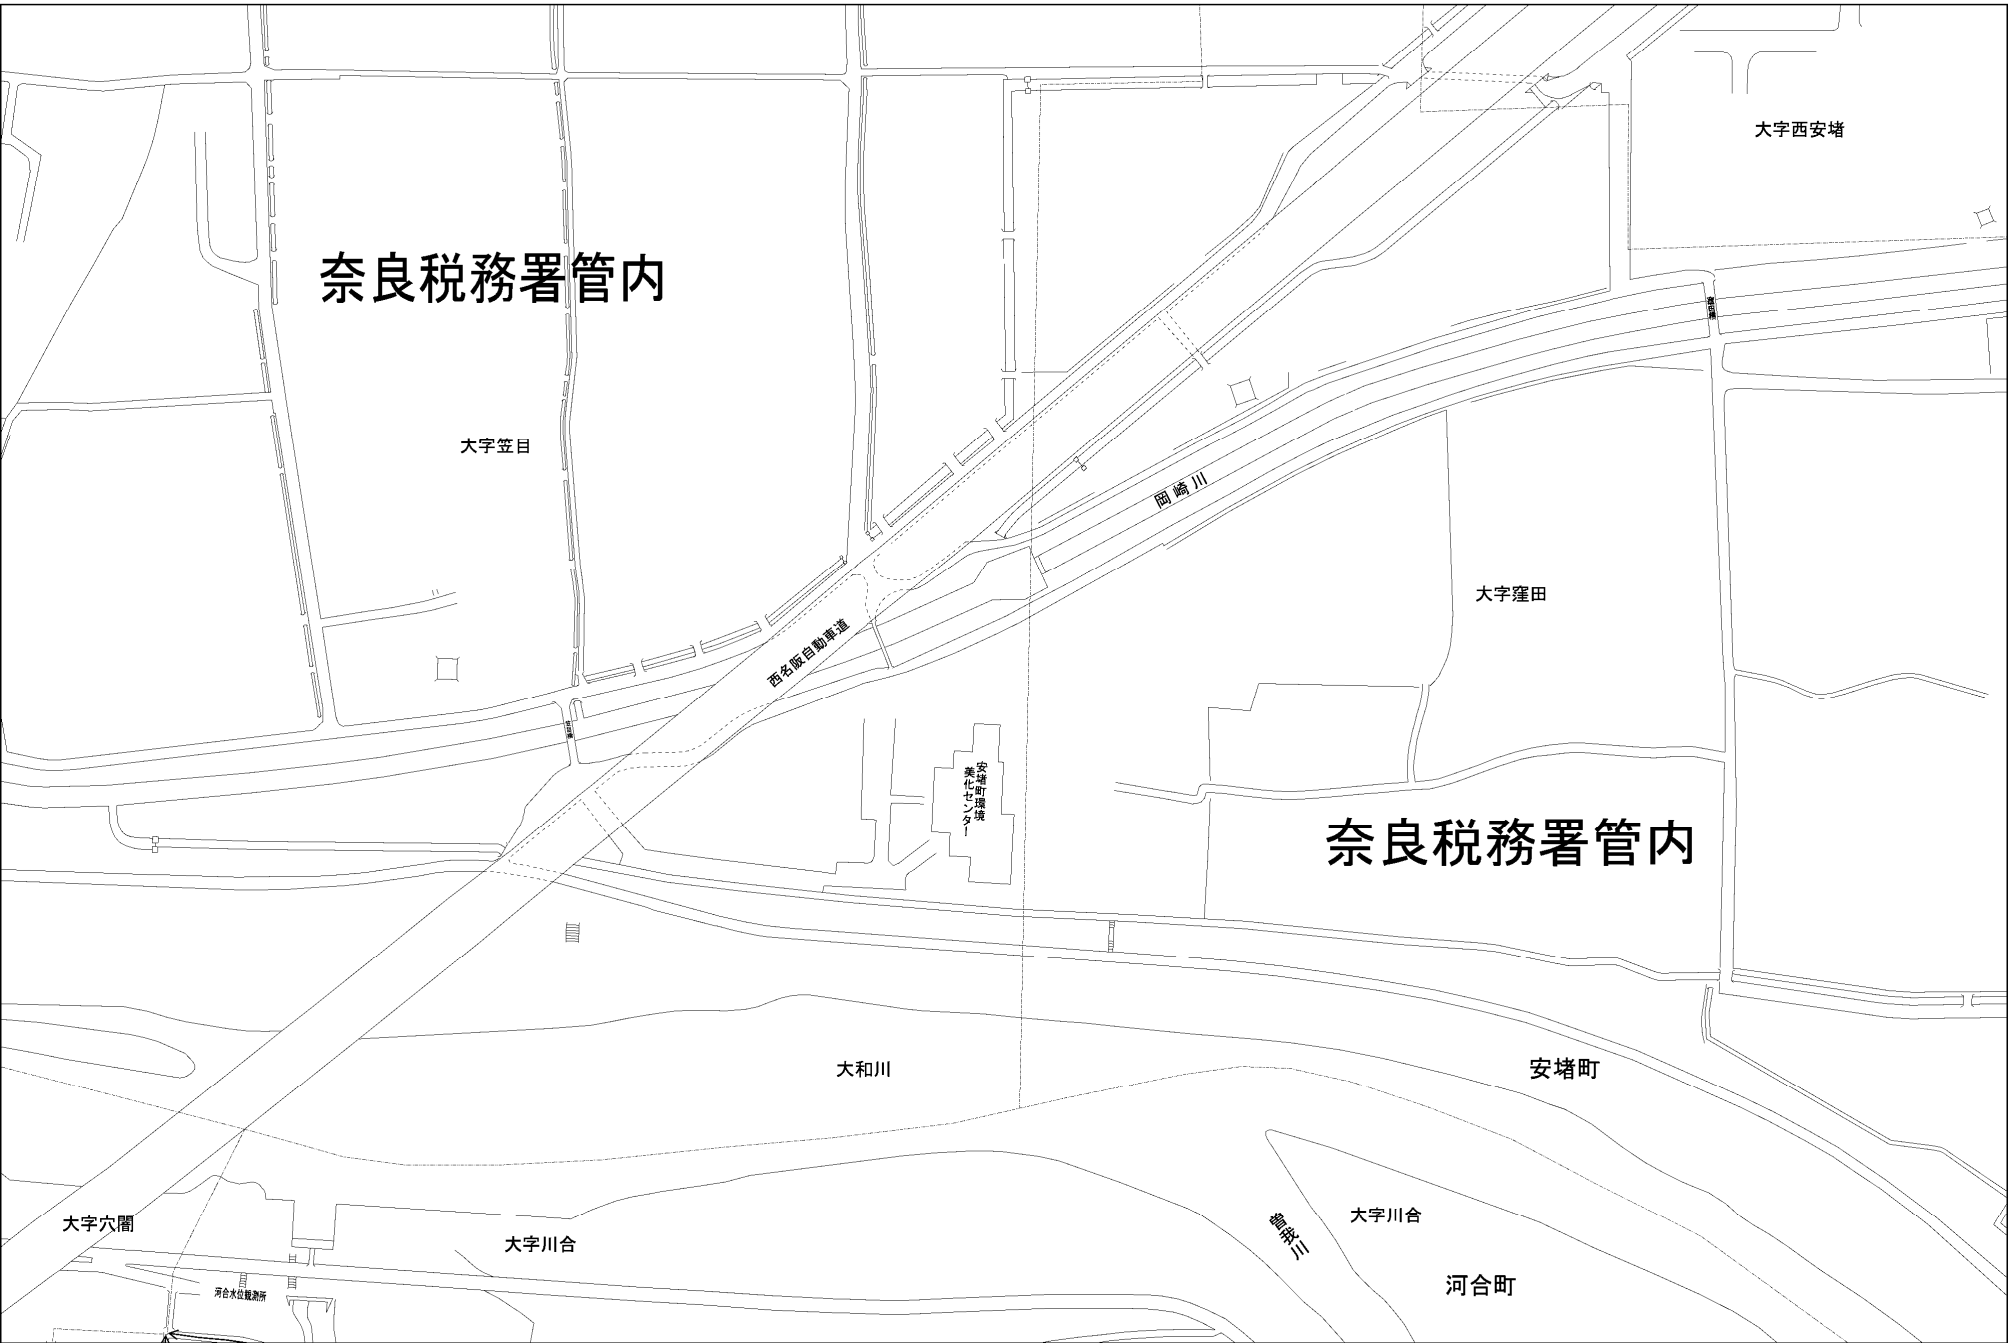 大字西安堵
奈良税務署管内
大字笠目
岡崎川
大字窪田
西名阪自動車道
安堵町環境
美化センター
奈良税務署管内
大和川
安堵町
大字穴闇
大字川合
曽我川
大字川合
河合町
河合水位観測所